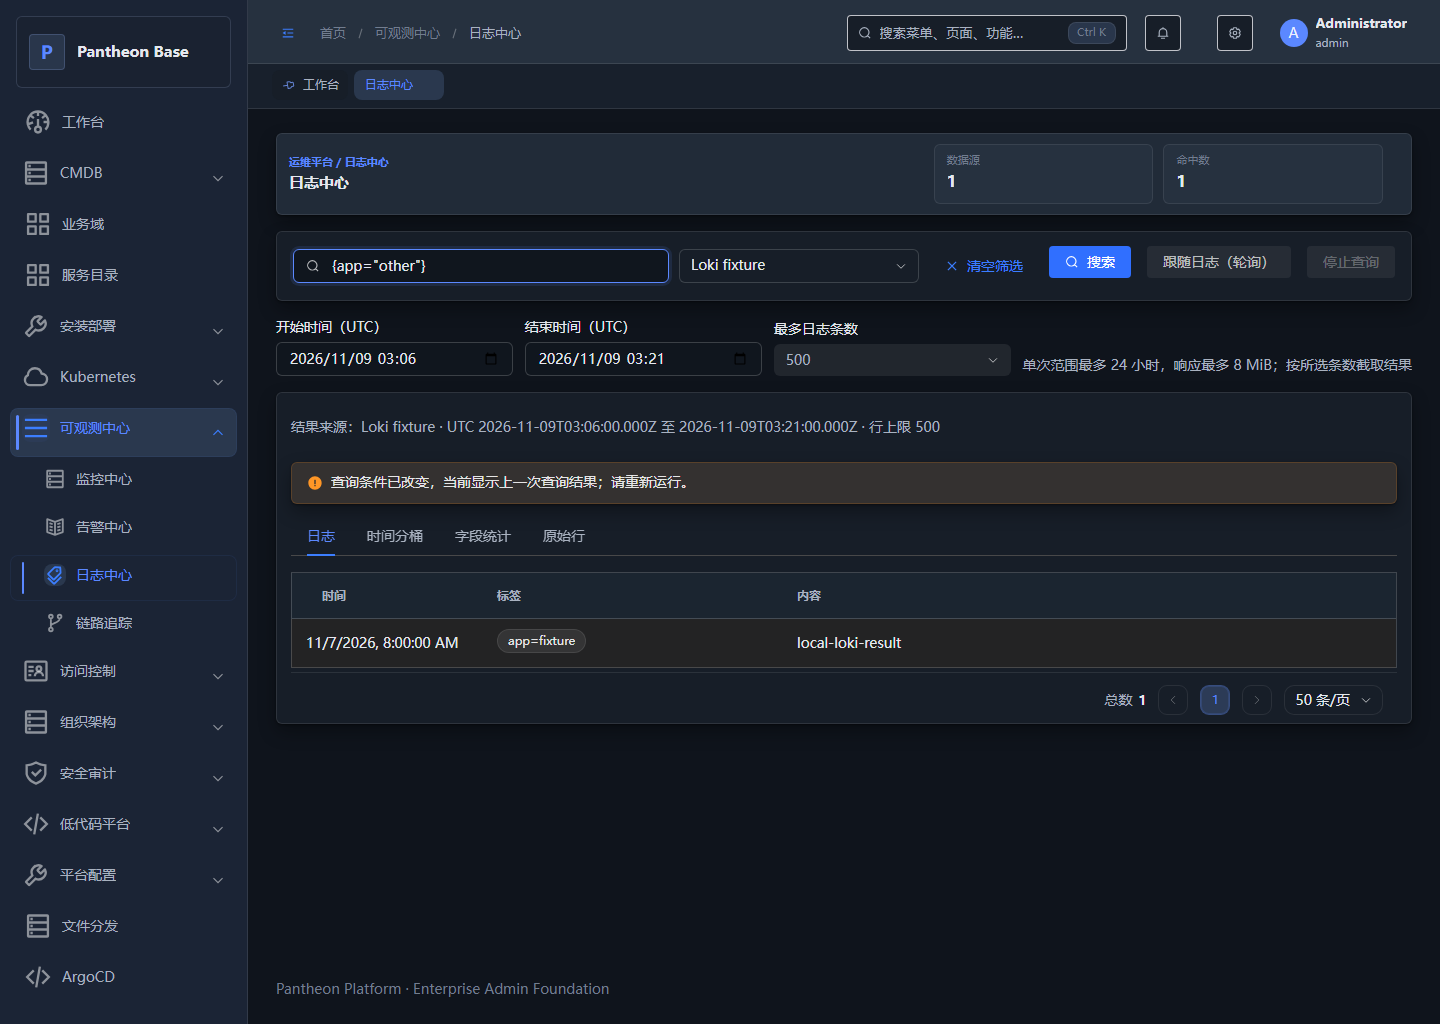 P Pantheon Base
工作台
CMDB
业务域
服务目录
安装部署
Kubernetes
可观测中心
监控中心
告警中心
日志中心
链路追踪
访问控制
组织架构
安全审计
低代码平台
平台配置
文件分发
ArgoCD
首页 / 可观测中心 / 日志中心
搜索菜单、页面、功能... Ctrl K
A Administrator
admin
工作台 日志中心
运维平台 / 日志中心
日志中心
数据源
1
命中数
1
{app="other"} Loki fixture 清空筛选 搜索 跟随日志（轮询） 停止查询
开始时间（UTC） 结束时间（UTC） 最多日志条数
2026/11/09 03:06 2026/11/09 03:21 500 单次范围最多 24 小时，响应最多 8 MiB；按所选条数截取结果
结果来源：Loki fixture · UTC 2026-11-09T03:06:00.000Z 至 2026-11-09T03:21:00.000Z · 行上限 500
查询条件已改变，当前显示上一次查询结果；请重新运行。
日志 时间分桶 字段统计 原始行
时间 标签 内容
11/7/2026, 8:00:00 AM app=fixture local-loki-result
总数 1 1 50 条/页
Pantheon Platform · Enterprise Admin Foundation